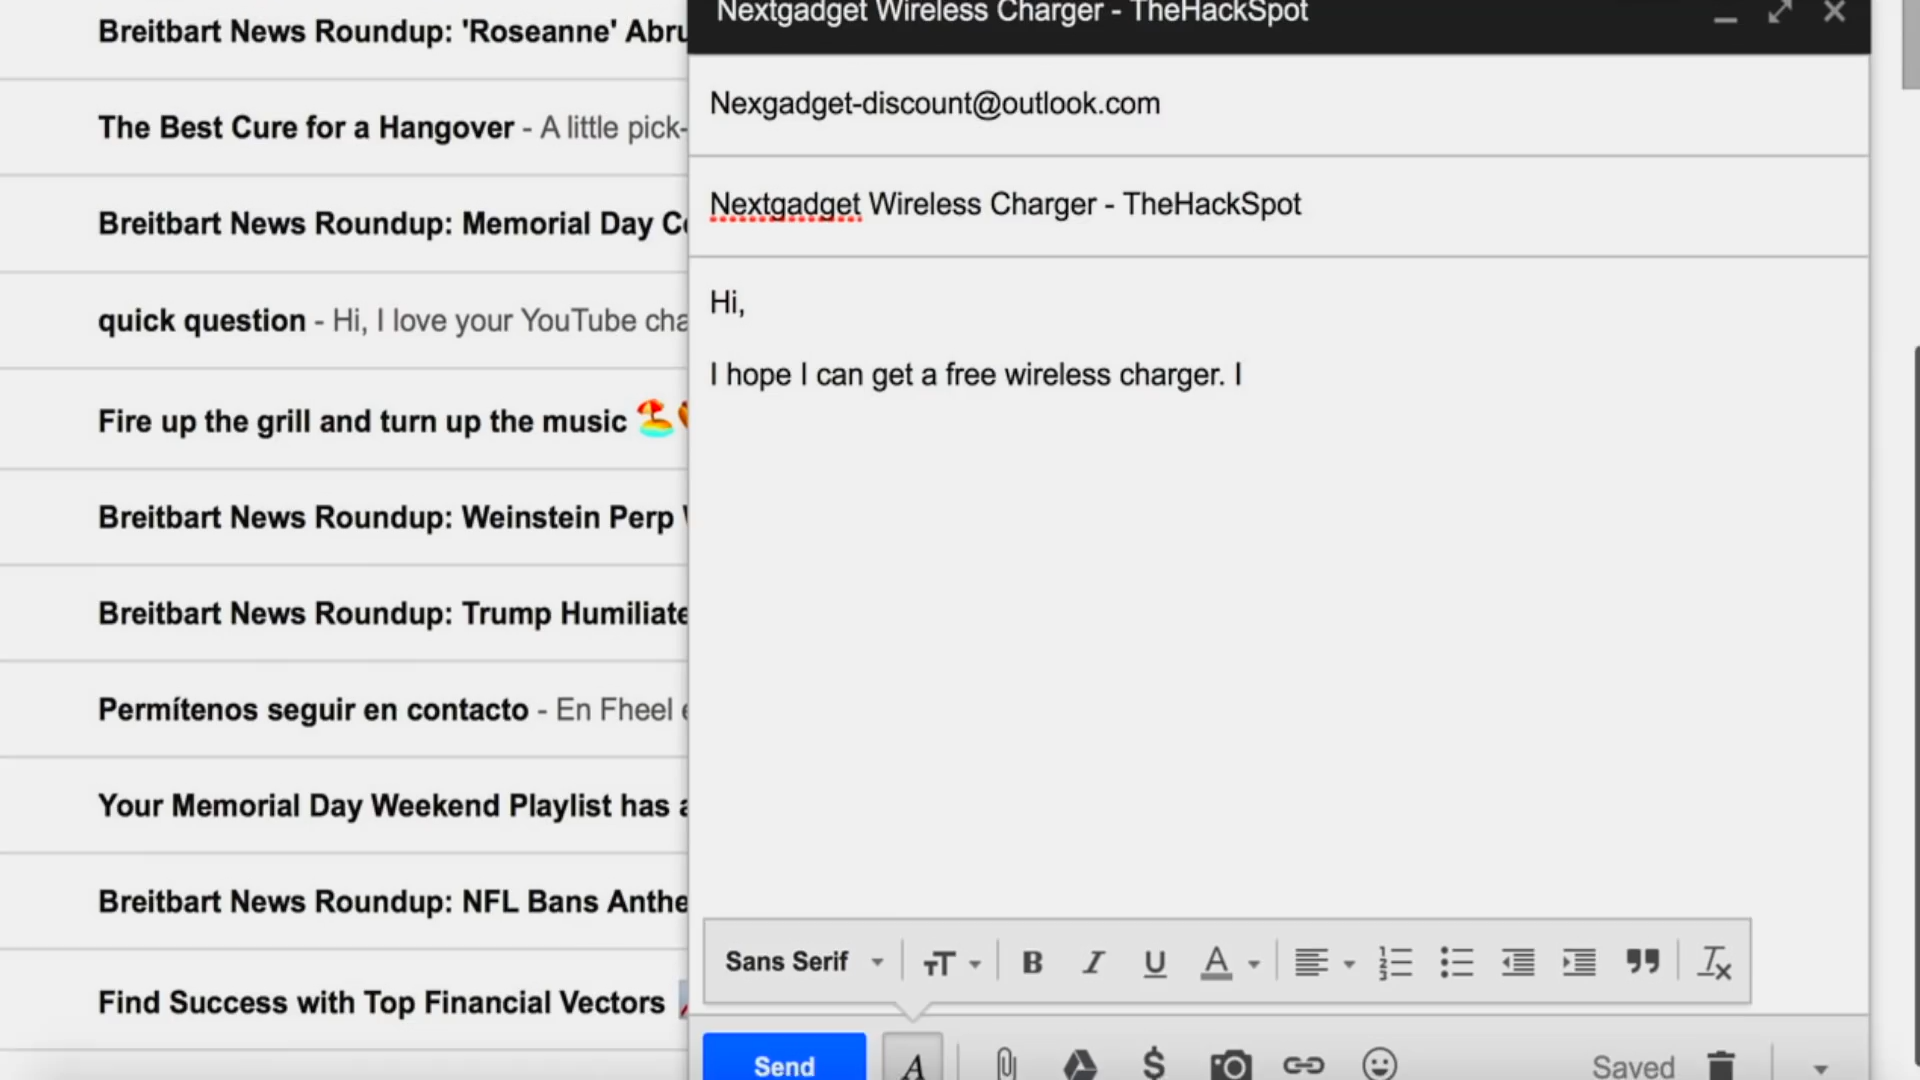 Breitbart News Roundup: 'Roseanne' Abru
The Best Cure for a Hangover - A little pick-
Breitbart News Roundup: Memorial Day C
quick question - Hi, I love your YouTube cha
Fire up the grill and turn up the music
Breitbart News Roundup: Weinstein Perp
Breitbart News Roundup: Trump Humiliate
Permítenos seguir en contacto - En Fheel
Your Memorial Day Weekend Playlist has a
Breitbart News Roundup: NFL Bans Anthe
Find Success with Top Financial Vectors
Nextgadget Wireless Charger - TheHackSpot
Nexgadget-discount@outlook.com
Nextgadget Wireless Charger - TheHackSpot
Hi,
I hope I can get a free wireless charger. I
Sans Serif
Send
Saved